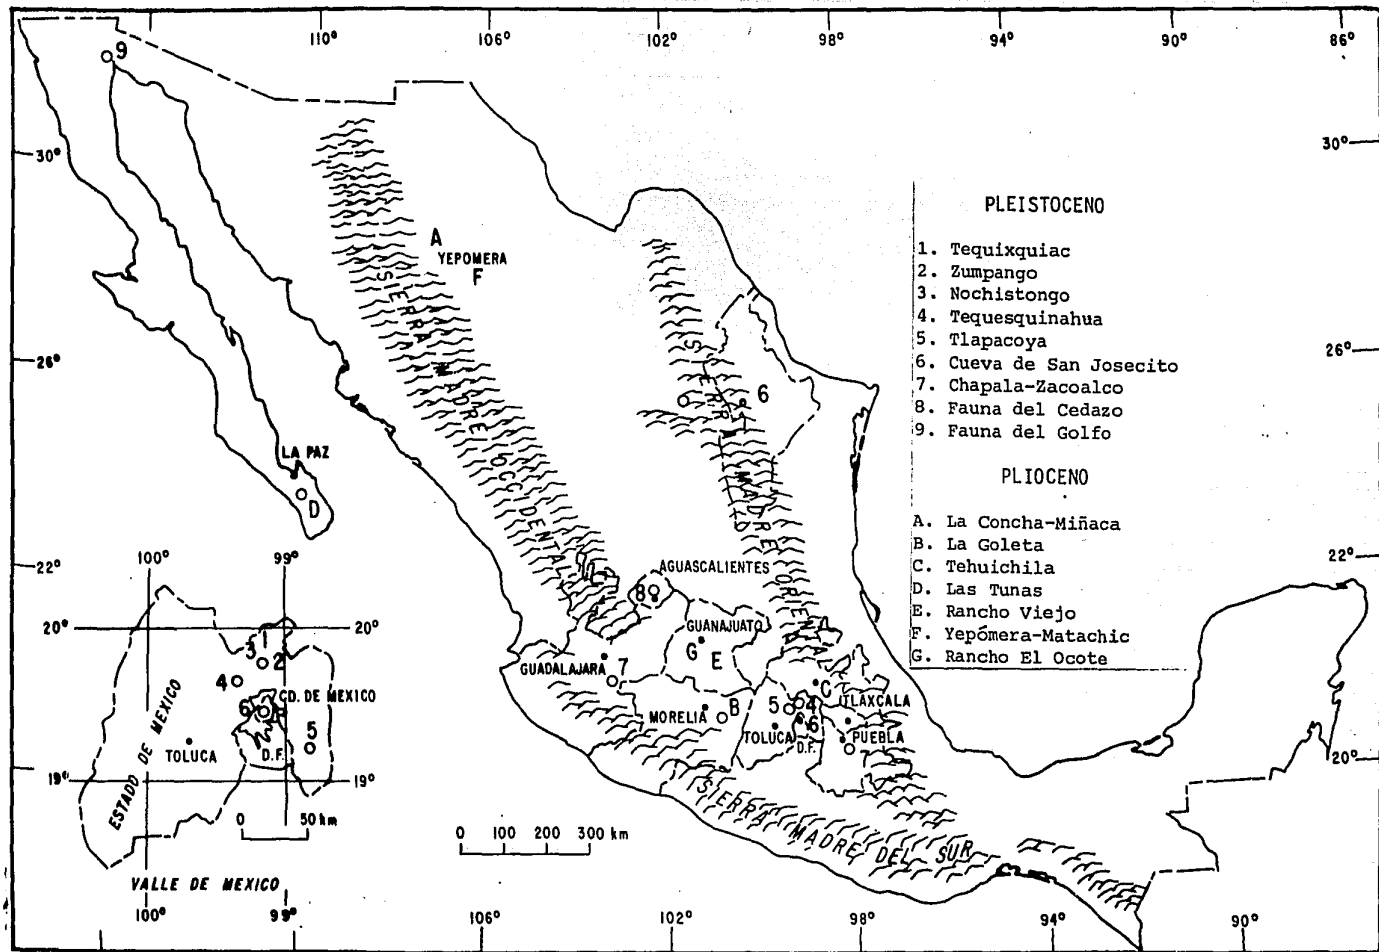 9
110°
106°
102°
98°
94°
90°
86°
30°
30°
PLEISTOCENO
1. Tequixquiac
2. Zumpango
3. Nochistongo
4. Tequesquinahua
5. Tlapacoya
6. Cueva de San Josecito
7. Chapala-Zacoalco
8. Fauna del Cedazo
9. Fauna del Golfo
PLIOCENO
A. La Concha-Miñaca
B. La Goleta
C. Tehuichila
D. Las Tunas
E. Rancho Viejo
F. Yepómera-Matachic
G. Rancho El Ocote
A
YEPOMERA
F
SIERRA MADRE OCCIDENTAL
SIERRA MADRE ORIENTAL
6
26°
26°
LA PAZ
D
22°
22°
AGUASCALIENTES
8
GUANAJUATO
G
E
GUADALAJARA
7
MORELIA
B
C
TLAXCALA
5
4
6
TOLUCA
D.F.
PUEBLA
20°
SIERRA MADRE DEL SUR
0 100 200 300 km
100°
99°
20°
20°
1
3
2
4
CD. DE MEXICO
6
5
ESTADO DE MEXICO
TOLUCA
D.F.
19°
19°
0 50 km
VALLE DE MEXICO
100°
99°
106°
102°
98°
94°
90°